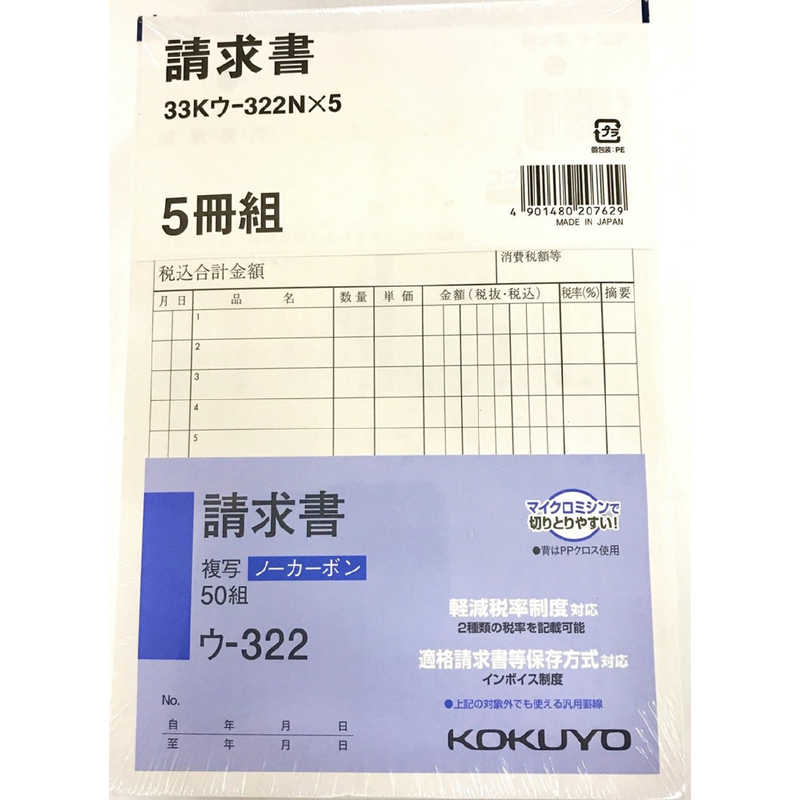 請求書
33Kウ-322N×5
プラ
個包装:PE
5冊組
4 901480 207629
MADE IN JAPAN
税込合計金額 消費税額等
月 日 品 名 数量 単価 金額(税抜・税込) 税率(%) 摘要
1
2
3
4
5
請求書
マイクロミシンで
切りとりやすい!
●背はPPクロス使用
複写 ノーカーボン
50組
軽減税率制度対応
2種類の税率を記載可能
ウ-322
適格請求書等保存方式対応
インボイス制度
No.
●上記の対象外でも使える汎用罫線
自 年 月 日
至 年 月 日
KOKUYO